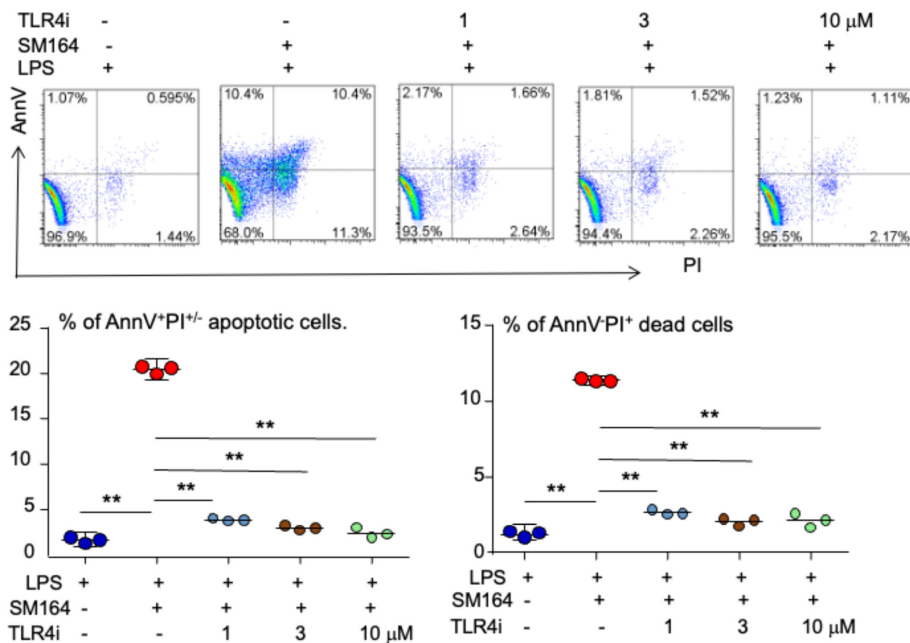 TLR4i - - 1 3 10 μM
SM164 - + + + +
LPS + + + + +
AnnV
1.07% 0.595% 10.4% 10.4% 2.17% 1.66% 1.81% 1.52% 1.23% 1.11%
96.9% 1.44% 68.0% 11.3% 93.5% 2.64% 94.4% 2.26% 95.5% 2.17%
PI
% of AnnV⁺PI⁺/⁻ apoptotic cells.
25
20
15
10
5
0
** ** ** **
LPS + + + + +
SM164 - + + + +
TLR4i - - 1 3 10 μM
% of AnnV⁻PI⁺ dead cells
15
10
5
0
** ** ** **
LPS + + + + +
SM164 - + + + +
TLR4i - - 1 3 10 μM